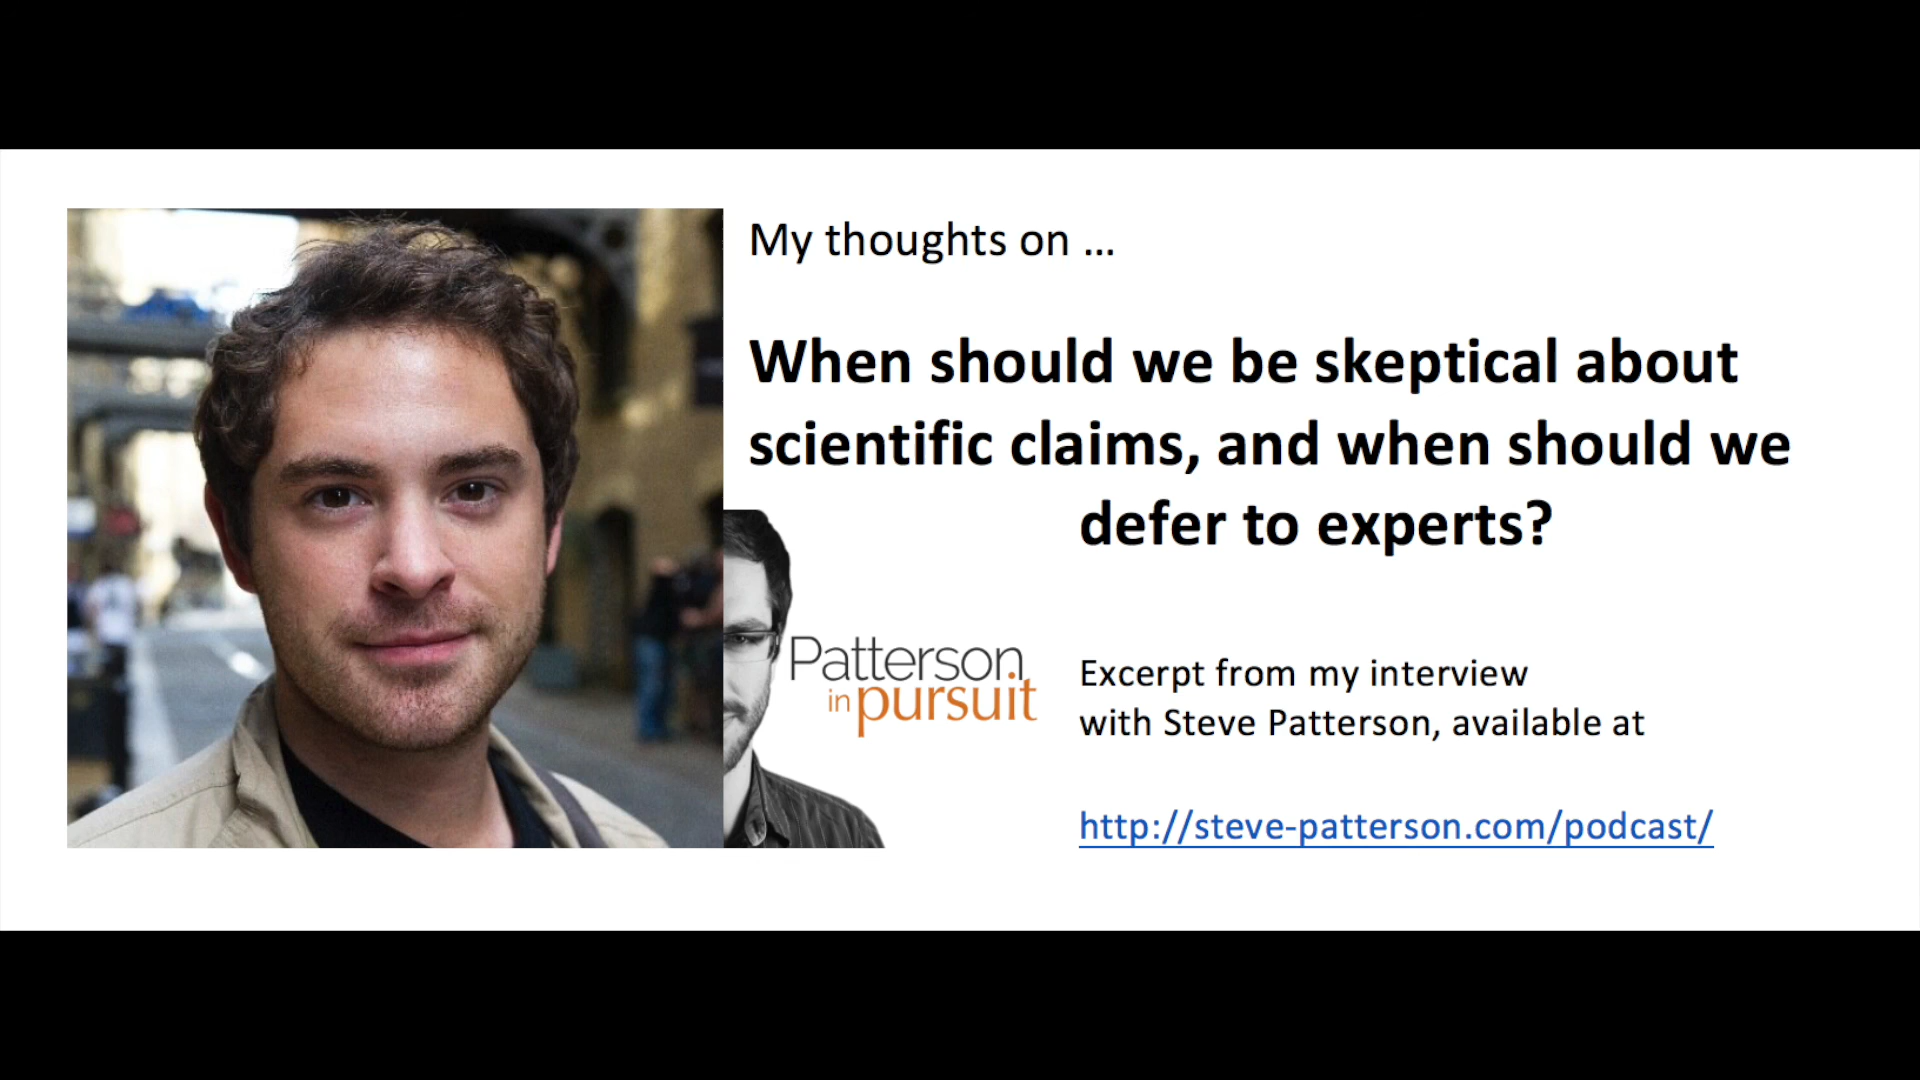 My thoughts on ...
When should we be skeptical about
scientific claims, and when should we
defer to experts?
Patterson
in pursuit
Excerpt from my interview
with Steve Patterson, available at
http://steve-patterson.com/podcast/